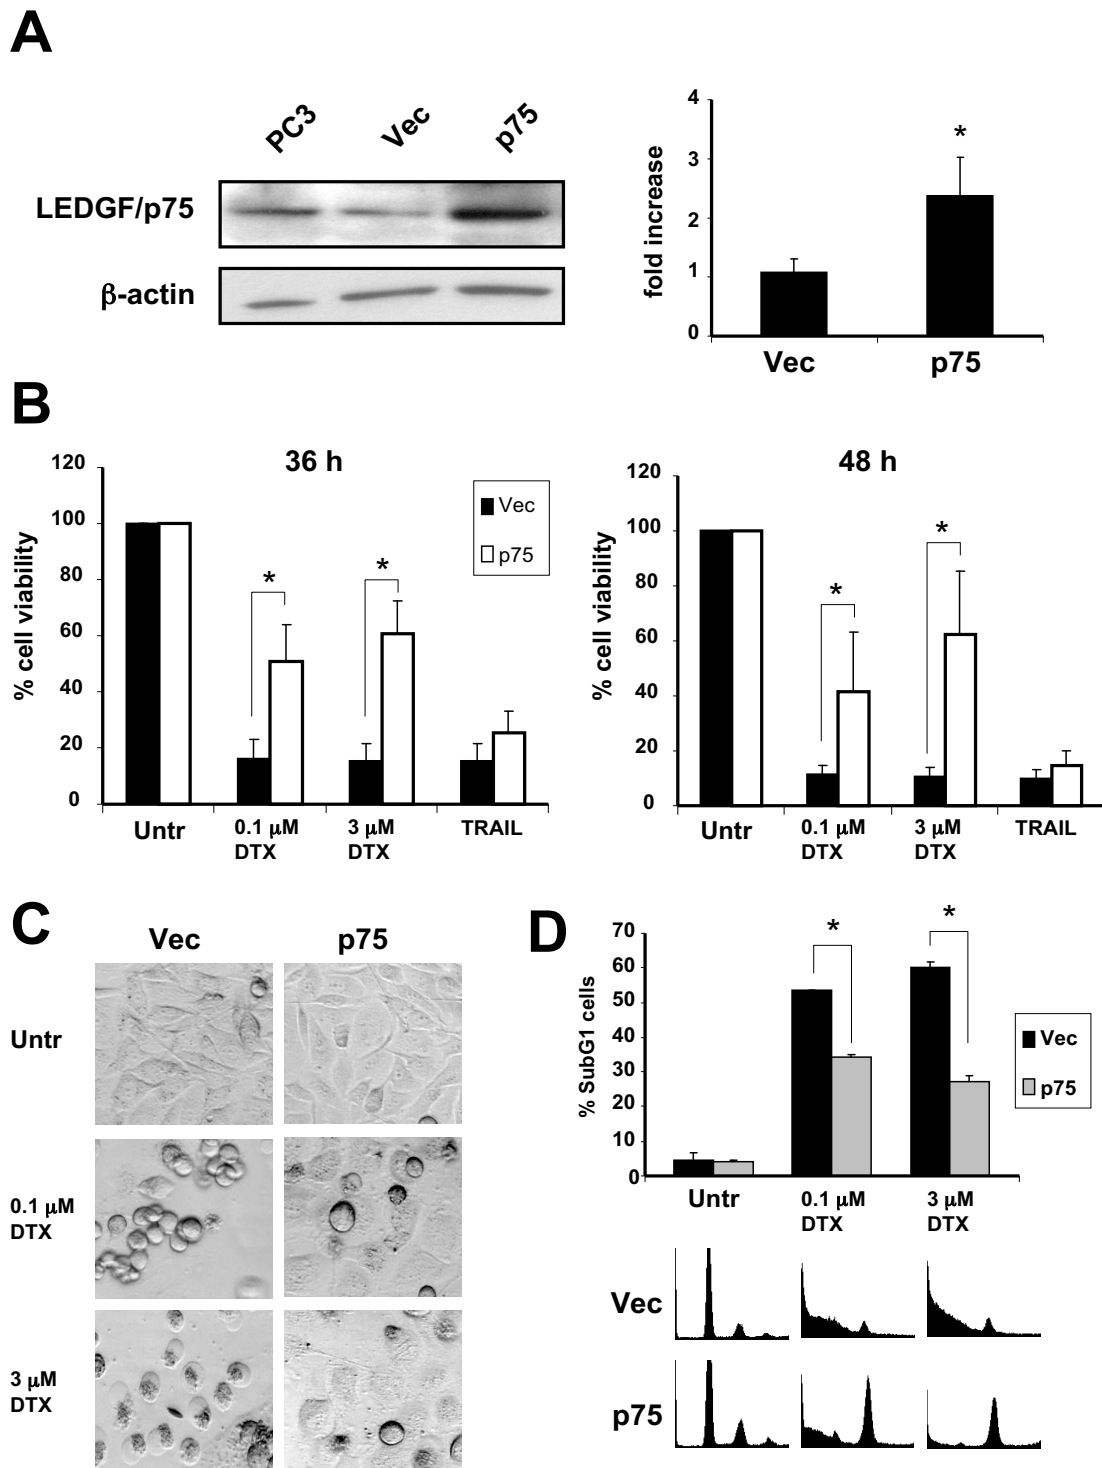 A
PC3 Vec p75
LEDGF/p75
β-actin
fold increase
4
3
2
1
0
Vec p75
*
B
36 h
% cell viability
120
100
80
60
40
20
0
* *
Vec
p75
Untr 0.1 μM DTX 3 μM DTX TRAIL
48 h
% cell viability
120
100
80
60
40
20
0
* *
Untr 0.1 μM DTX 3 μM DTX TRAIL
C
Vec p75
Untr
0.1 μM
DTX
3 μM
DTX
D
% SubG1 cells
70
60
50
40
30
20
10
0
* *
Vec
p75
Untr 0.1 μM DTX 3 μM DTX
Vec
p75